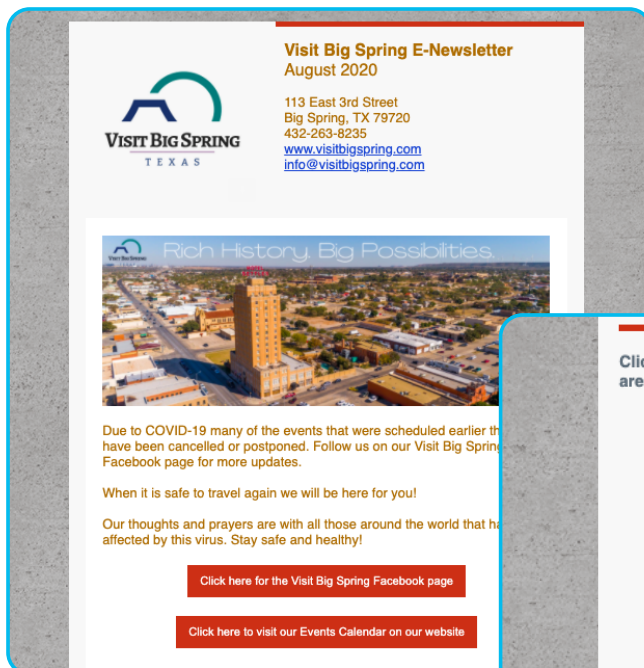 Visit Big Spring E-Newsletter
August 2020
113 East 3rd Street
Big Spring, TX 79720
432-263-8235
www.visitbigspring.com
info@visitbigspring.com
VISIT BIG SPRING
TEXAS
VISIT BIG SPRING
Rich History. Big Possibilities.
Due to COVID-19 many of the events that were scheduled earlier th
have been cancelled or postponed. Follow us on our Visit Big Spring
Facebook page for more updates.
When it is safe to travel again we will be here for you!
Our thoughts and prayers are with all those around the world that ha
affected by this virus. Stay safe and healthy!
Click here for the Visit Big Spring Facebook page
Click here to visit our Events Calendar on our website
Clic
are